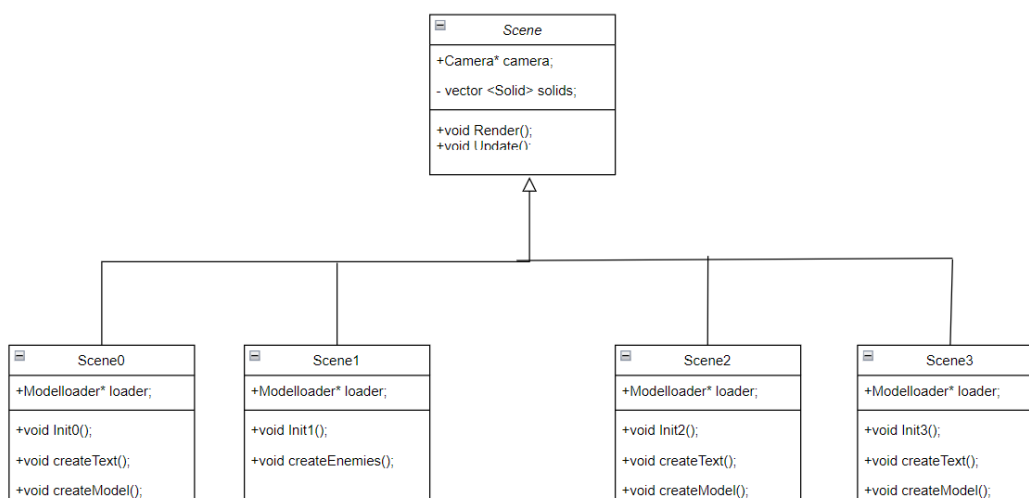 Scene
+Camera* camera;
- vector <Solid> solids;
+void Render();
+void Update();
Scene0
+Modelloader* loader;
+void Init0();
+void createText();
+void createModel();
Scene1
+Modelloader* loader;
+void Init1();
+void createEnemies();
Scene2
+Modelloader* loader;
+void Init2();
+void createText();
+void createModel();
Scene3
+Modelloader* loader;
+void Init3();
+void createText();
+void createModel();